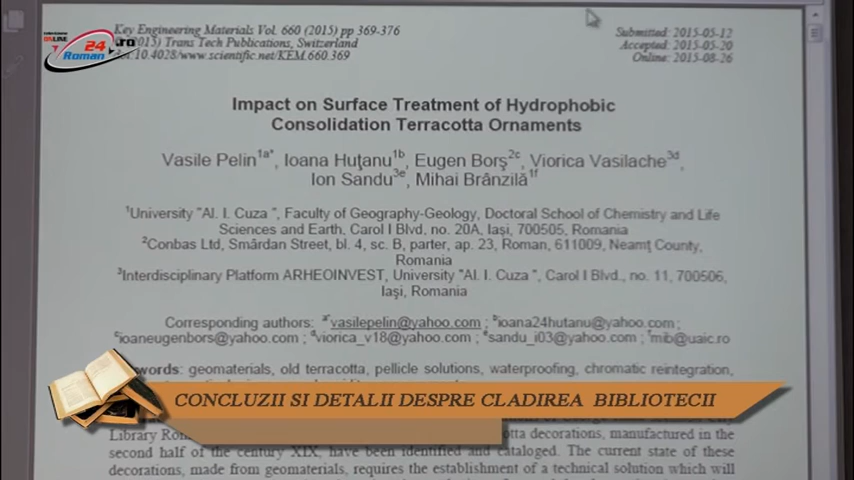 Key Engineering Materials Vol. 660 (2015) pp 369-376
Submitted: 2015-05-12
(2015) Trans Tech Publications, Switzerland
Accepted: 2015-05-20
doi:10.4028/www.scientific.net/KEM.660.369
Online: 2015-08-26
ONLINE
24.ro
Roman
Impact on Surface Treatment of Hydrophobic
Consolidation Terracotta Ornaments
Vasile Pelin1a*, Ioana Huţanu1b, Eugen Borş2c, Viorica Vasilache3d,
Ion Sandu3e, Mihai Brânzilă1f
1University "Al. I. Cuza ", Faculty of Geography-Geology, Doctoral School of Chemistry and Life
Sciences and Earth, Carol I Blvd, no. 20A, Iaşi, 700505, Romania
2Conbas Ltd, Smârdan Street, bl. 4, sc. B, parter, ap. 23, Roman, 611009, Neamţ County,
Romania
3Interdisciplinary Platform ARHEOINVEST, University "Al. I. Cuza ", Carol I Blvd., no. 11, 700506,
Iaşi, Romania
Corresponding authors: a*vasilepelin@yahoo.com ; bioana24hutanu@yahoo.com ;
cioaneugenbors@yahoo.com ; dviorica_v18@yahoo.com ; esandu_i03@yahoo.com ; fmib@uaic.ro
words: geomaterials, old terracotta, pellicle solutions, waterproofing, chromatic reintegration,
CONCLUZII SI DETALII DESPRE CLADIREA BIBLIOTECII
Library decorations, manufactured in the
second half of the century XIX, have been identified and cataloged. The current state of these
decorations, made from geomaterials, requires the establishment of a technical solution which will